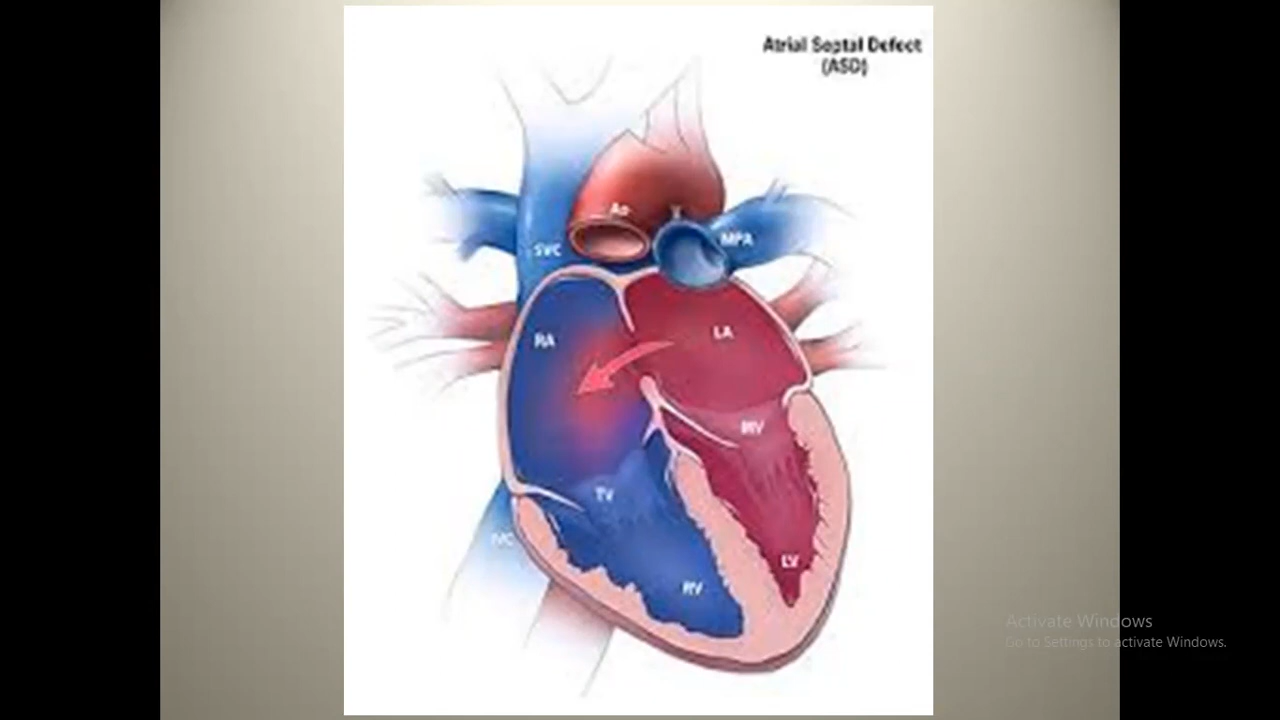 Atrial Septal Defect
(ASD)
Ao
SVC
MPA
RA
LA
MV
TV
IVC
LV
RV
Activate Windows
Go to Settings to activate Windows.